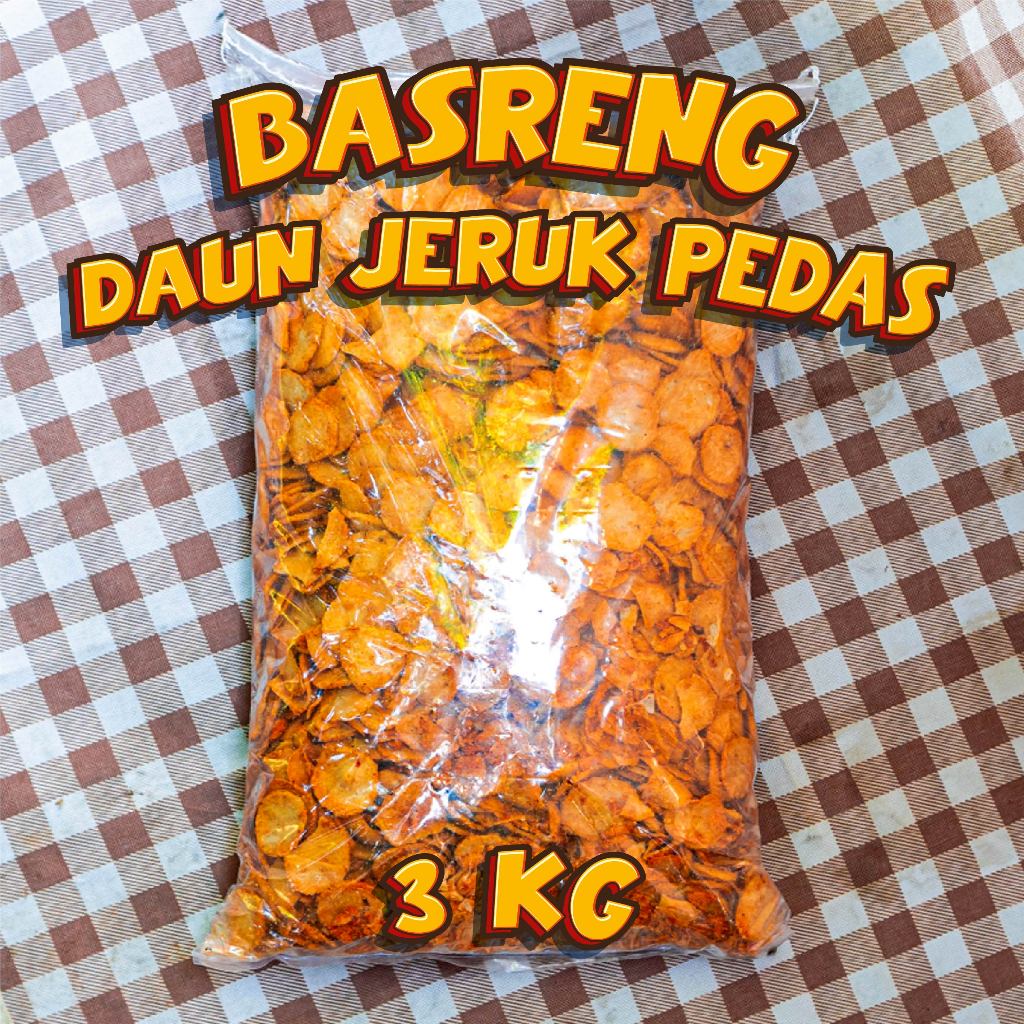 BASRENG
DAUN JERUK PEDAS
3 KG